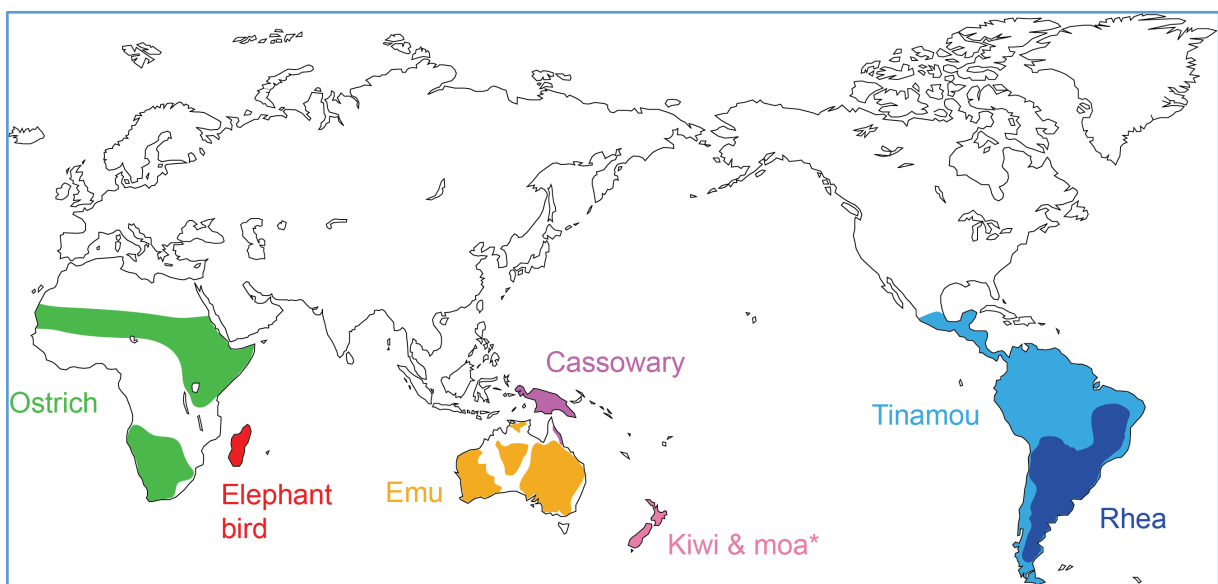 Cassowary
Ostrich
Tinamou
Elephant
bird
Emu
Rhea
Kiwi & moa*